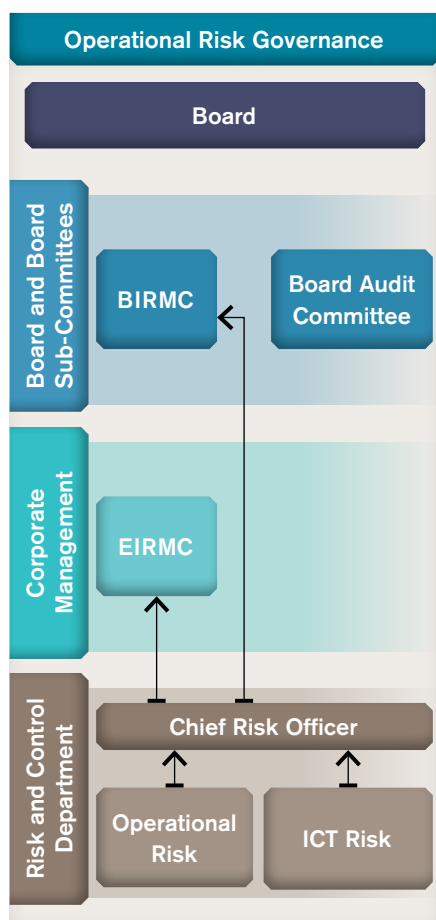 Operational Risk Governance
Board
Board and Board
Sub-Committees
BIRMC
Board Audit
Committee
Corporate
Management
EIRMC
Risk and Control
Department
Chief Risk Officer
Operational
Risk
ICT Risk